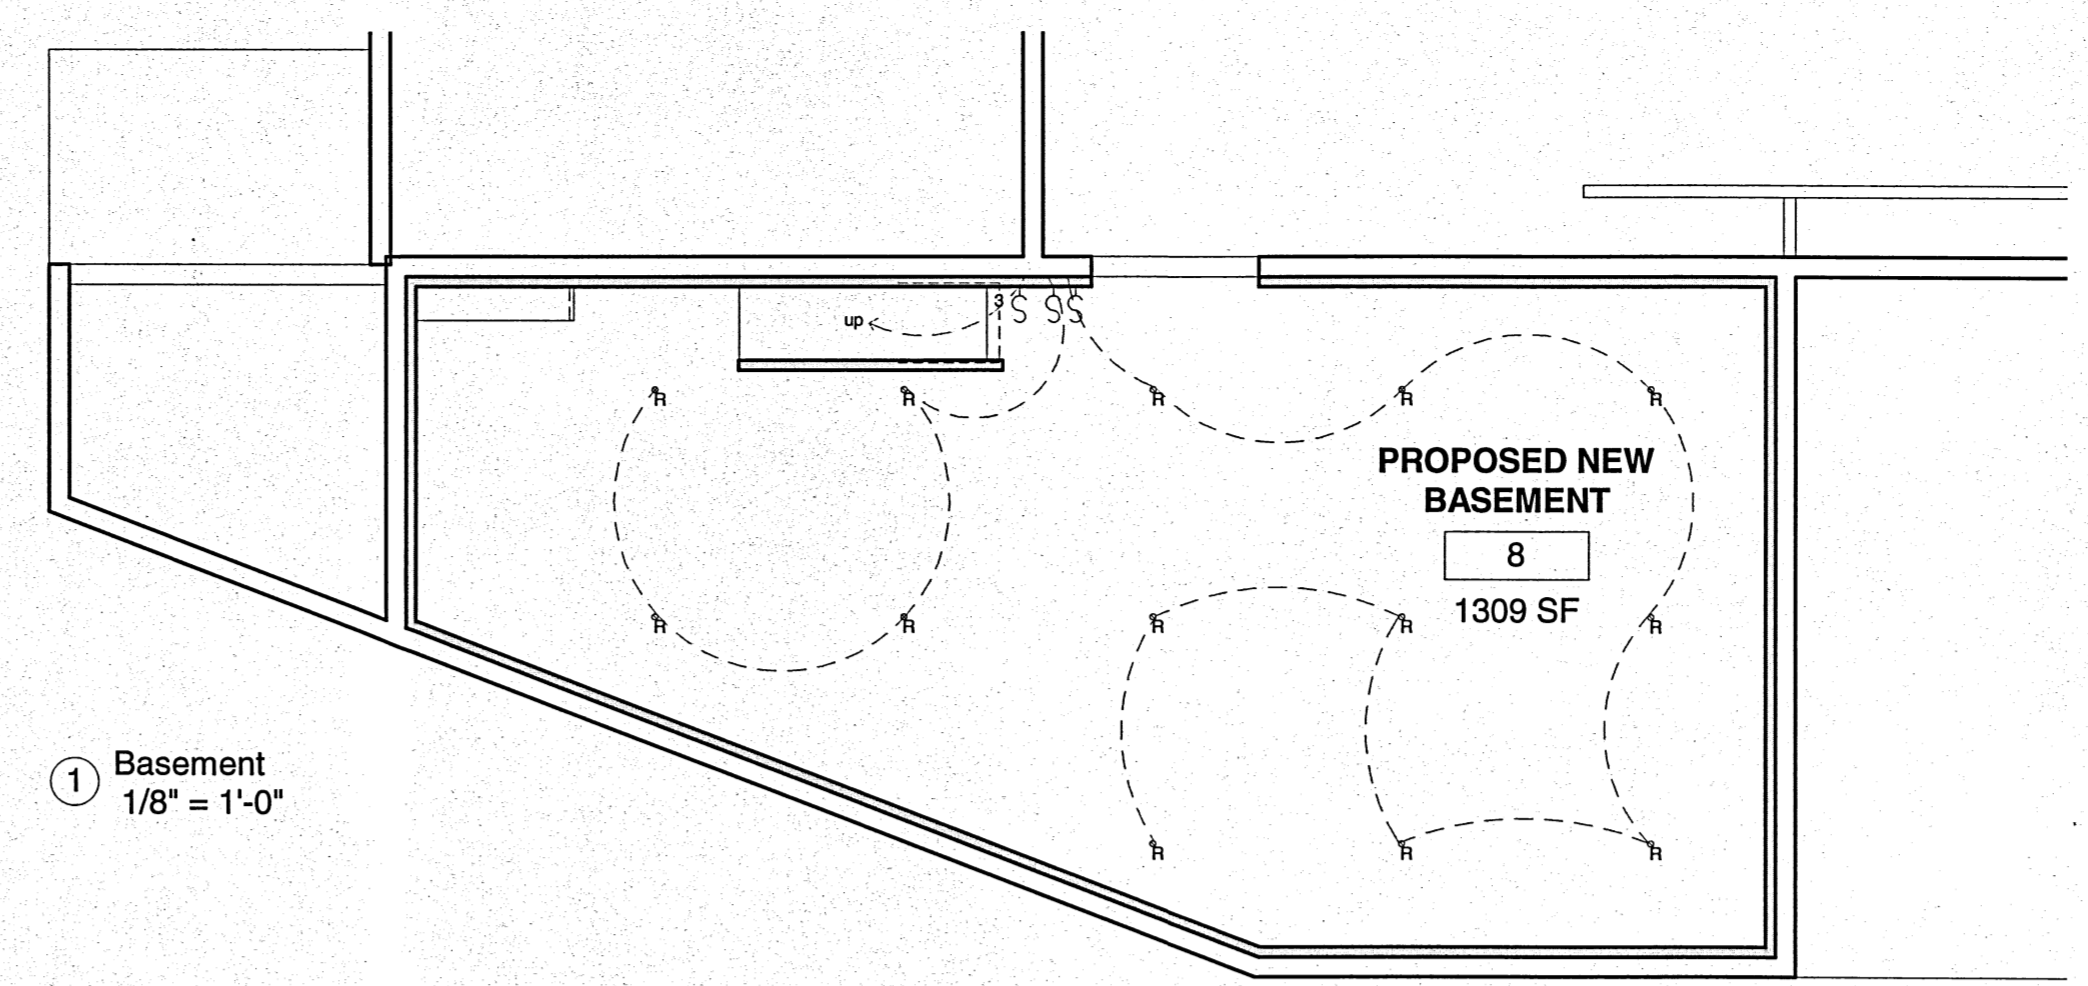 3 S S S
up
R R R R R
PROPOSED NEW
BASEMENT
8
1309 SF
R R R R R
1 Basement
1/8" = 1'-0"
R R R